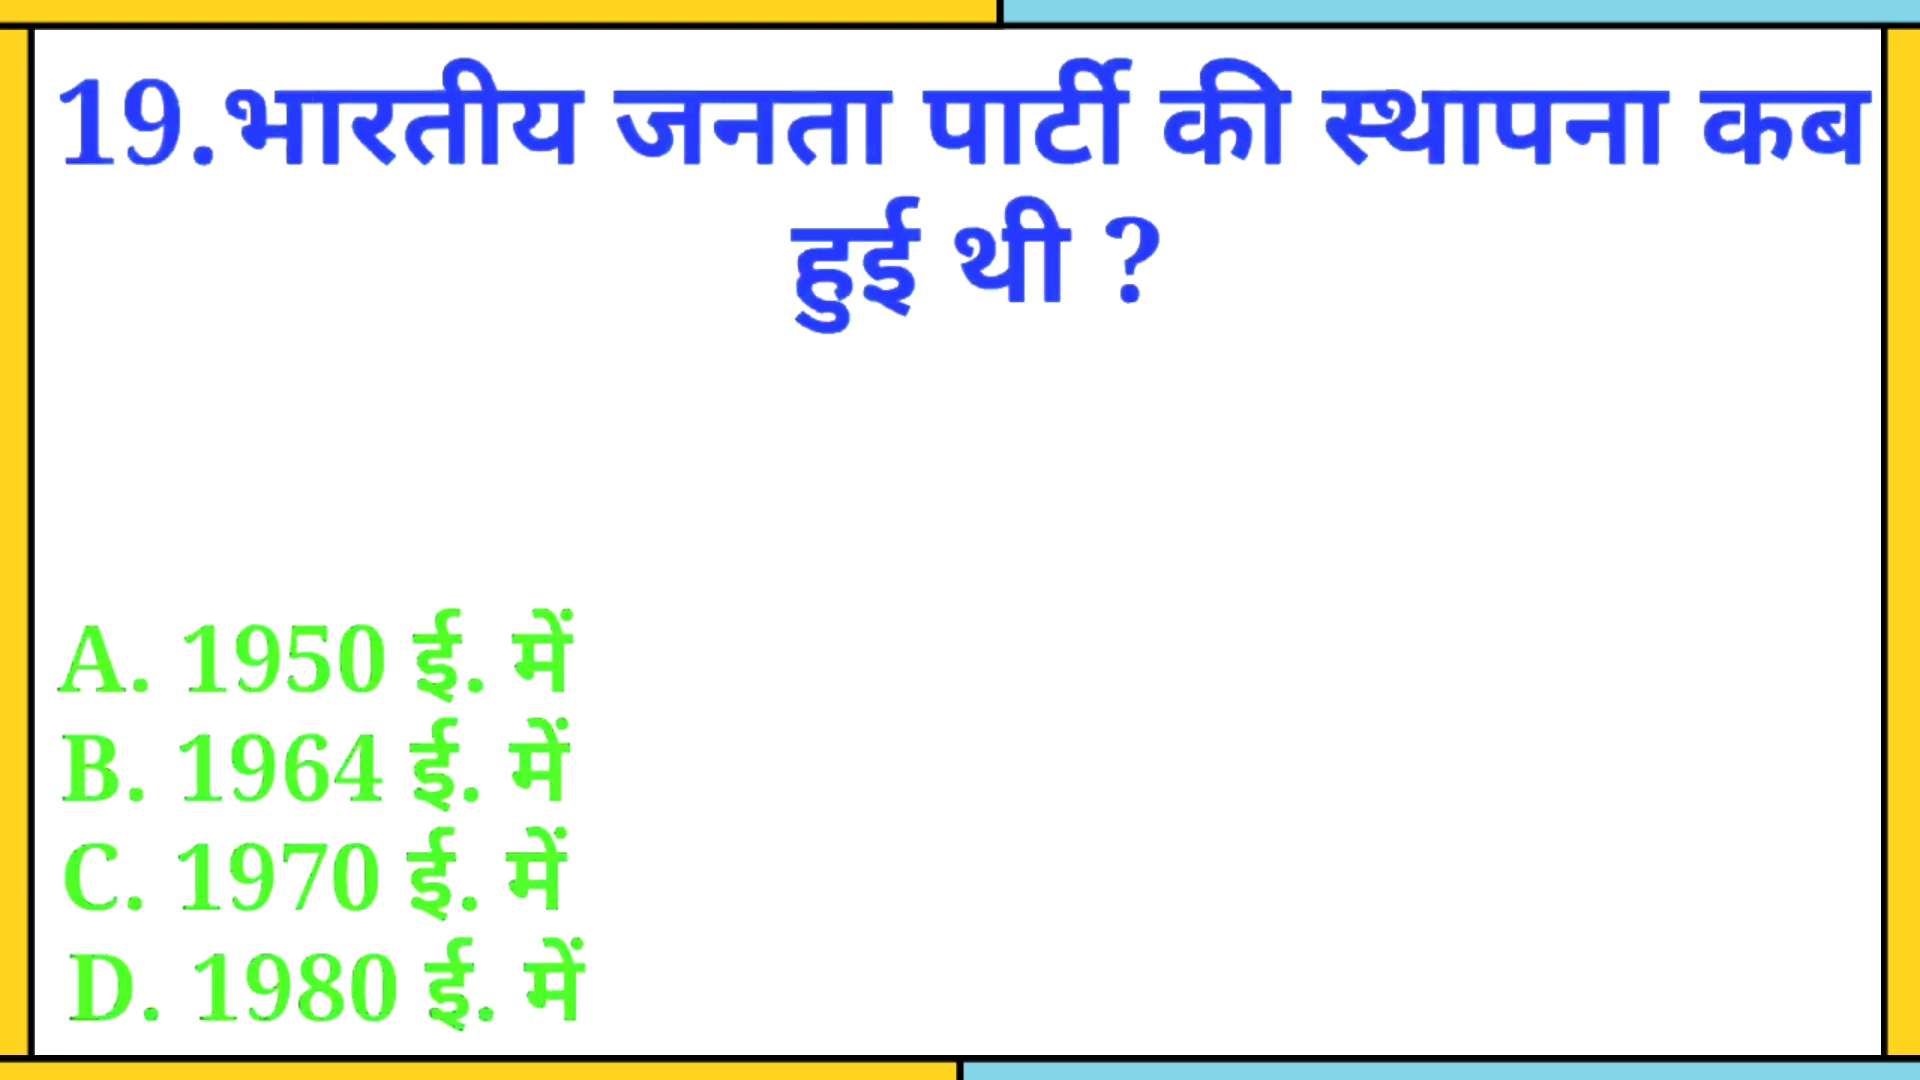 19.भारतीय जनता पार्टी की स्थापना कब
हुई थी ?
A. 1950 ई. में
B. 1964 ई. में
C. 1970 ई. में
D. 1980 ई. में